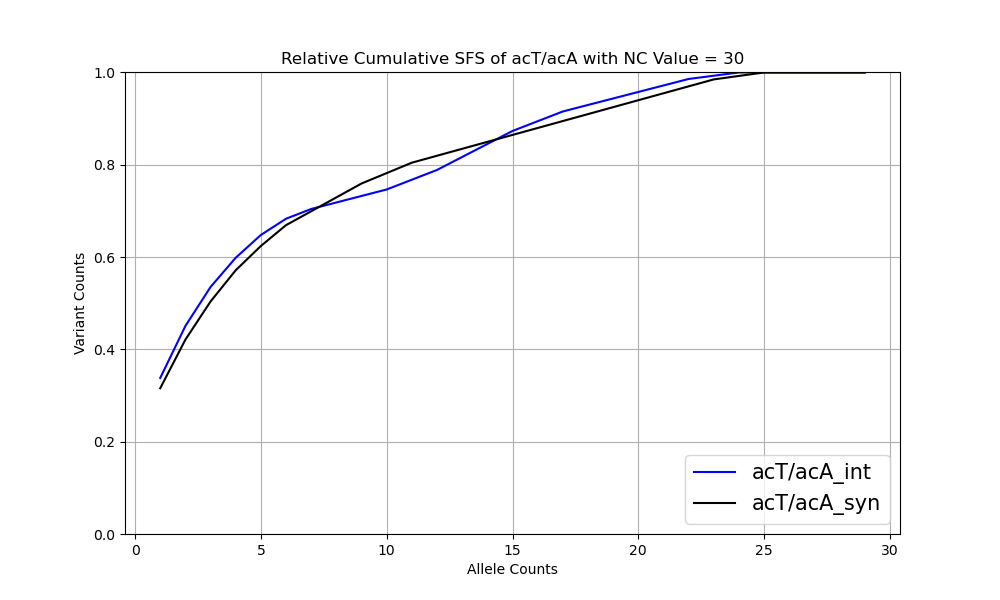 Relative Cumulative SFS of acT/acA with NC Value = 30
1.0
0.8
0.6
0.4
0.2
0.0
Variant Counts
acT/acA_int
acT/acA_syn
0 5 10 15 20 25 30
Allele Counts